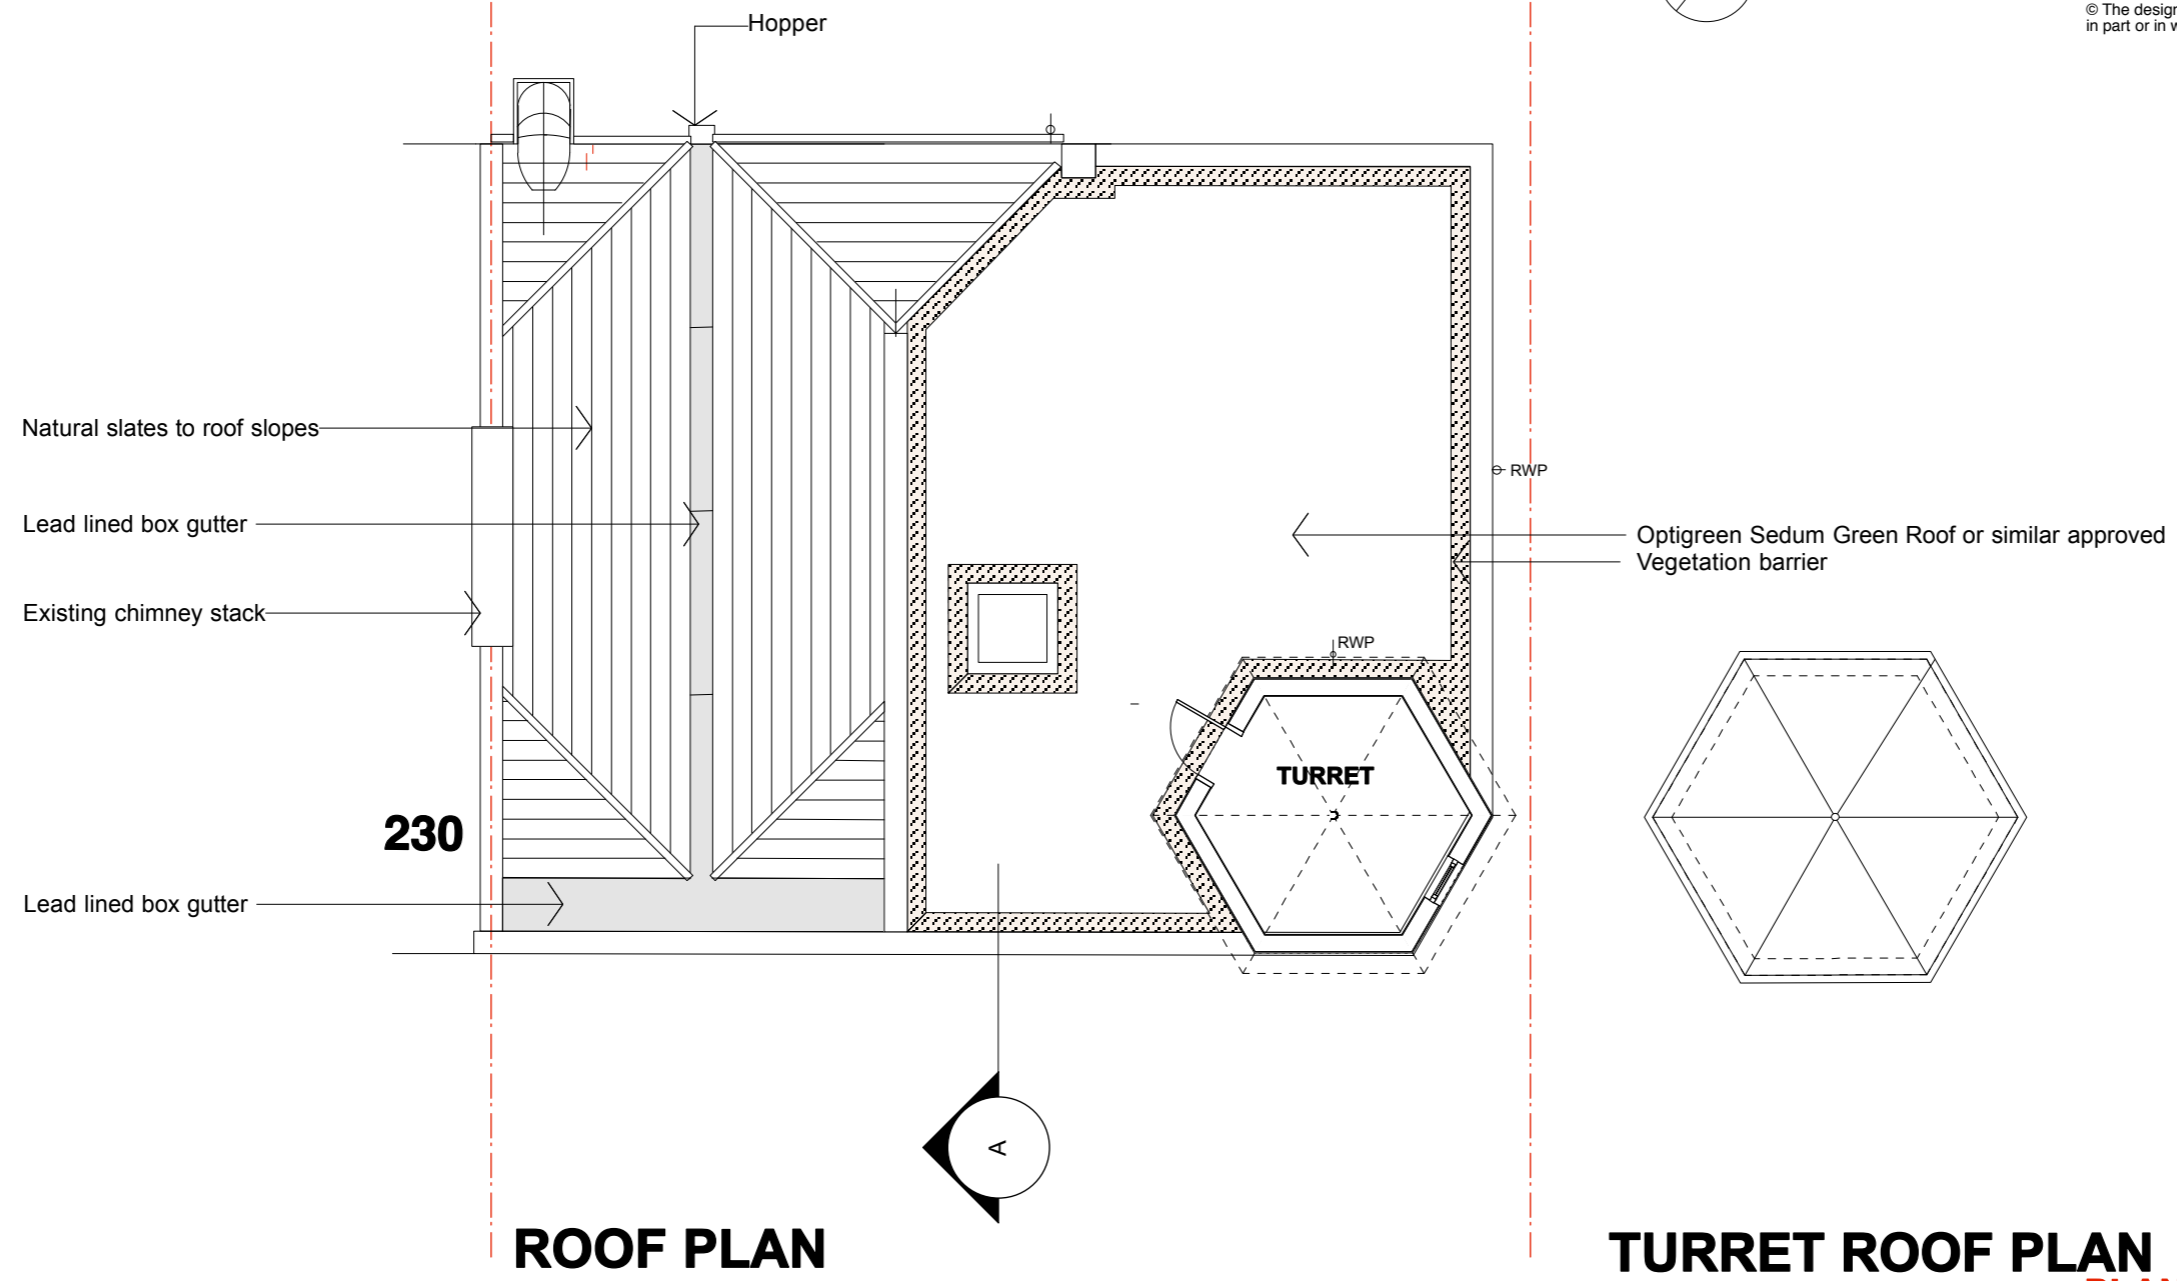 © The design
in part or in w
Hopper
Natural slates to roof slopes
RWP
Lead lined box gutter
Optigreen Sedum Green Roof or similar approved
Vegetation barrier
Existing chimney stack
RWP
TURRET
230
Lead lined box gutter
A
ROOF PLAN
TURRET ROOF PLAN